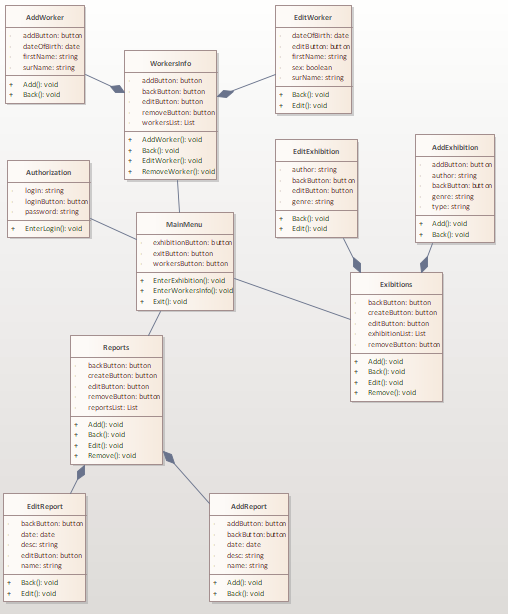 AddWorker
addButton: button
dateOfBirth: date
firstName: string
surName: string
+ Add(): void
+ Back(): void
EditWorker
dateOfBirth: date
editButton: button
firstName: string
sex: boolean
surName: string
+ Back(): void
+ Edit(): void
WorkersInfo
addButton: button
backButton: button
editButton: button
removeButton: button
workersList: List
+ AddWorker(): void
+ Back(): void
+ EditWorker(): void
+ RemoveWorker(): void
EditExhibition
author: string
backButton: button
editButton: button
genre: string
+ Back(): void
+ Edit(): void
AddExhibition
addButton: button
author: string
backButton: button
genre: string
type: string
+ Add(): void
+ Back(): void
Authorization
login: string
loginButton: button
password: string
+ EnterLogin(): void
MainMenu
exhibitionButton: button
exitButton: button
workersButton: button
+ EnterExhibition(): void
+ EnterWorkersInfo(): void
+ Exit(): void
Exibitions
backButton: button
createButton: button
editButton: button
exhibitionList: List
removeButton: button
+ Add(): void
+ Back(): void
+ Edit(): void
+ Remove(): void
Reports
backButton: button
createButton: button
editButton: button
removeButton: button
reportsList: List
+ Add(): void
+ Back(): void
+ Edit(): void
+ Remove(): void
EditReport
backButton: button
date: date
desc: string
editButton: button
name: string
+ Back(): void
+ Edit(): void
AddReport
addButton: button
backButton: button
date: date
desc: string
name: string
+ Add(): void
+ Back(): void